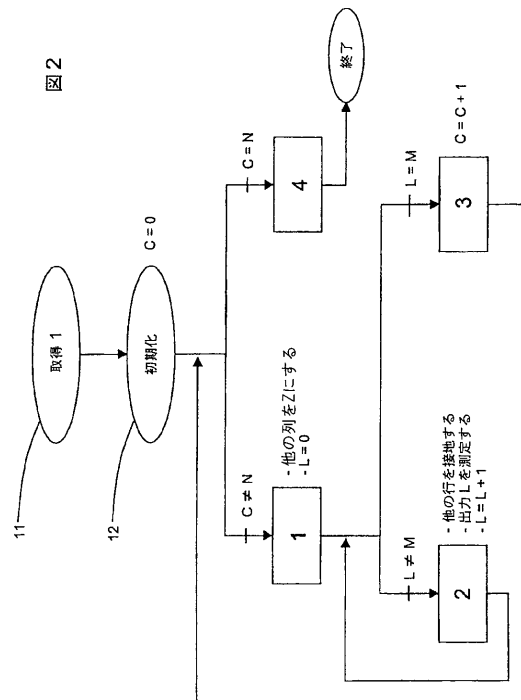 図2
11
取得 1
12
初期化
C = 0
C ≠ N
C = N
1
- 他の列をZにする
- L=0
4
終了
L ≠ M
L = M
2
- 他の行を接地する
- 出力 L を測定する
- L = L + 1
3
C = C + 1